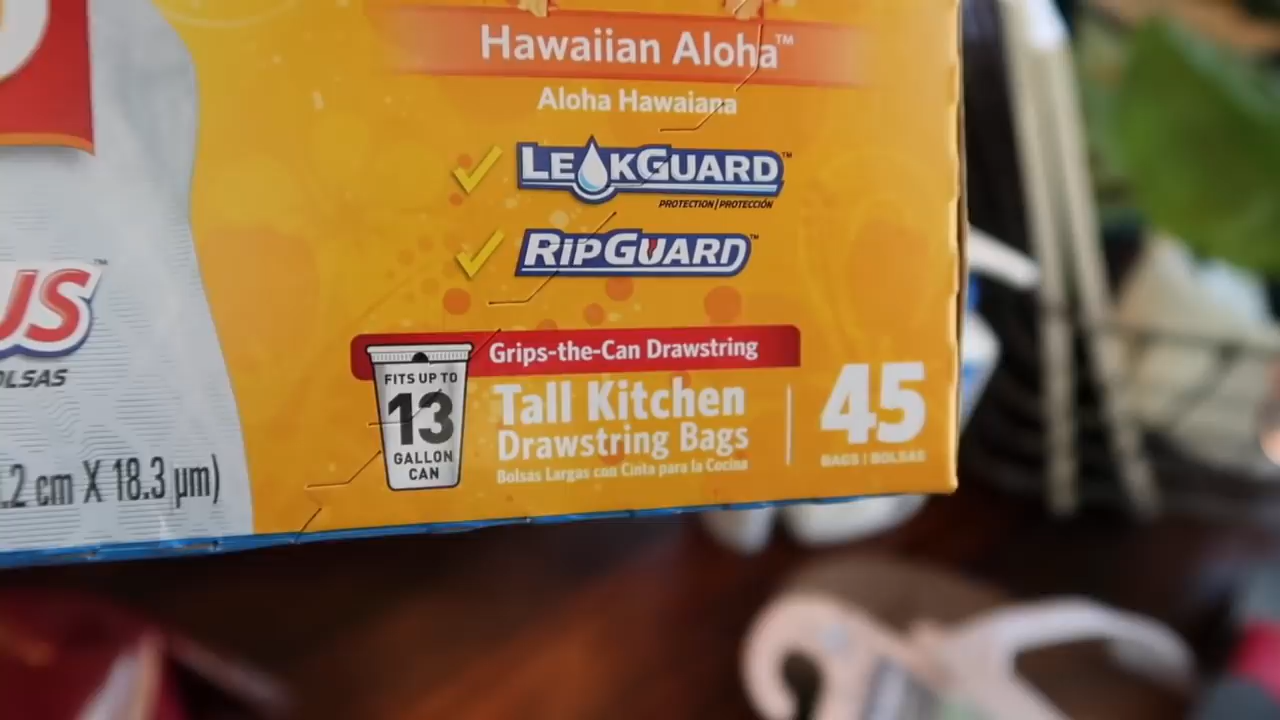 Hawaiian Aloha™
Aloha Hawaiana
LEAKGUARD™
PROTECTION | PROTECCIÓN
RIPGUARD™
US™
OLSAS
Grips-the-Can Drawstring
FITS UP TO
13
GALLON
CAN
Tall Kitchen
Drawstring Bags
Bolsas Largas con Cinta para la Cocina
45
BAGS | BOLSAS
.2 cm X 18.3 µm)